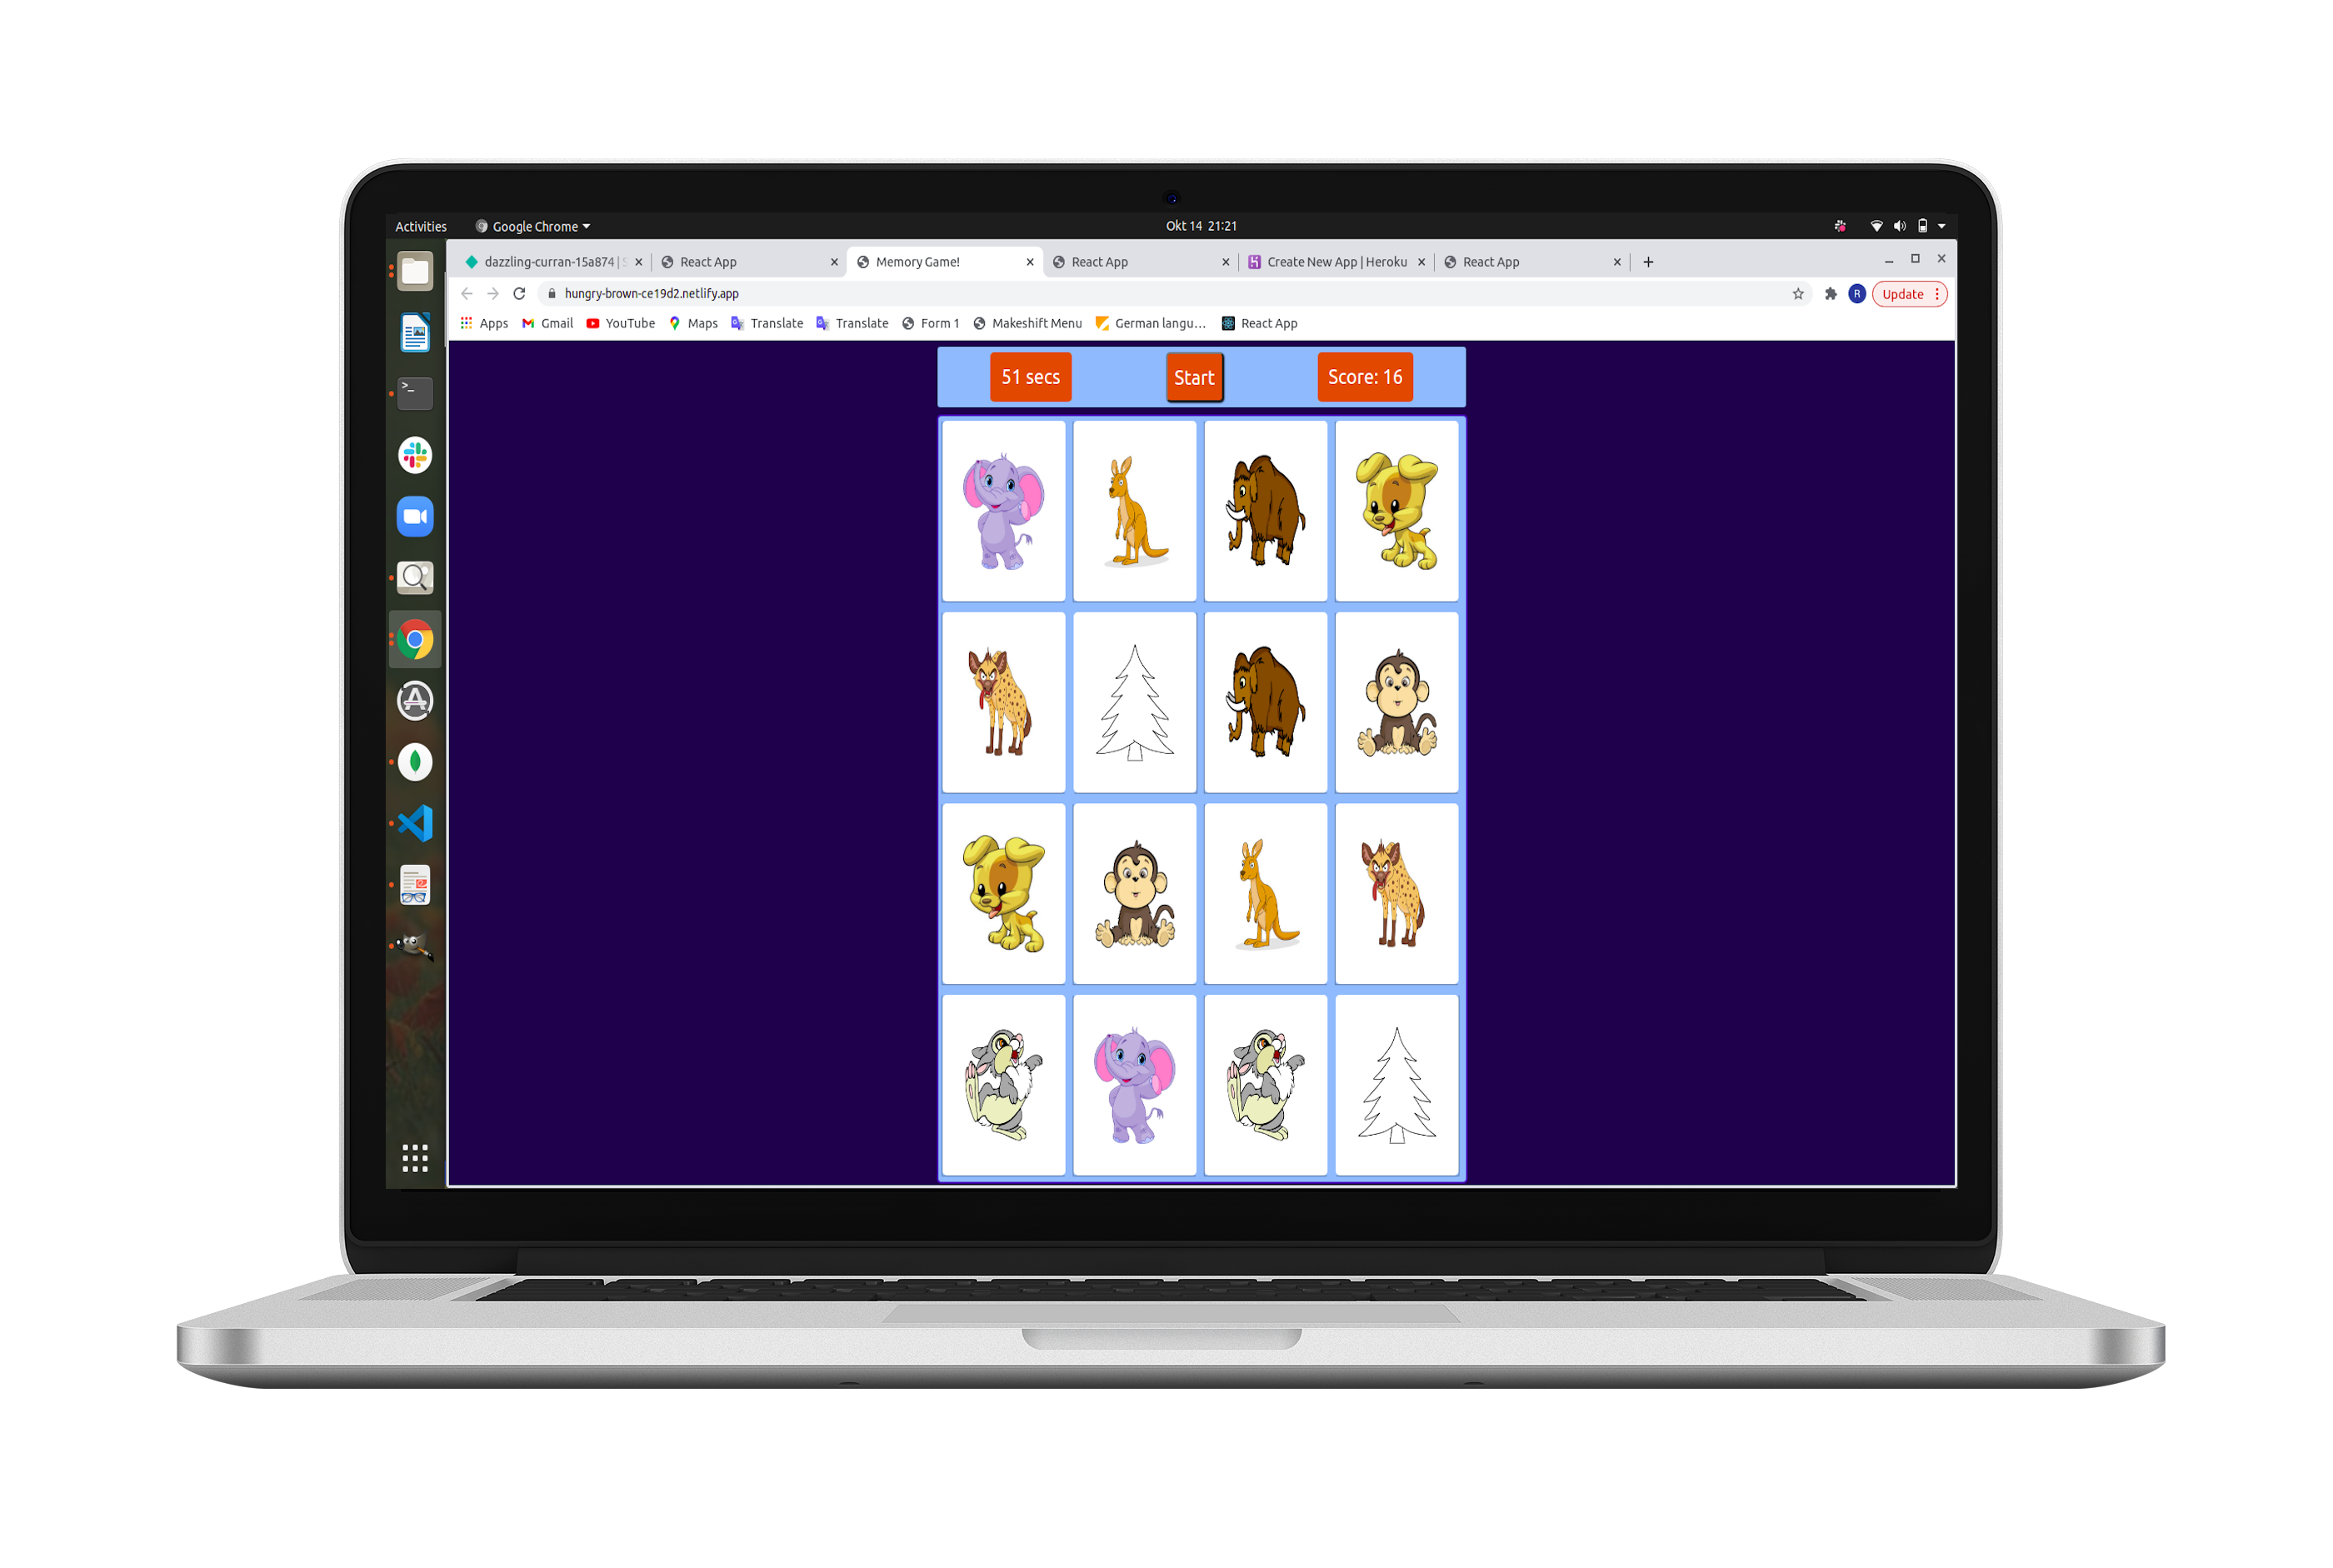 Activities Google Chrome Okt 14 21:21
dazzling-curran-15a874 | React App Memory Game! React App Create New App | Heroku React App
hungry-brown-ce19d2.netlify.app Update
Apps Gmail YouTube Maps Translate Translate Form 1 Makeshift Menu German langu... React App
51 secs Start Score: 16